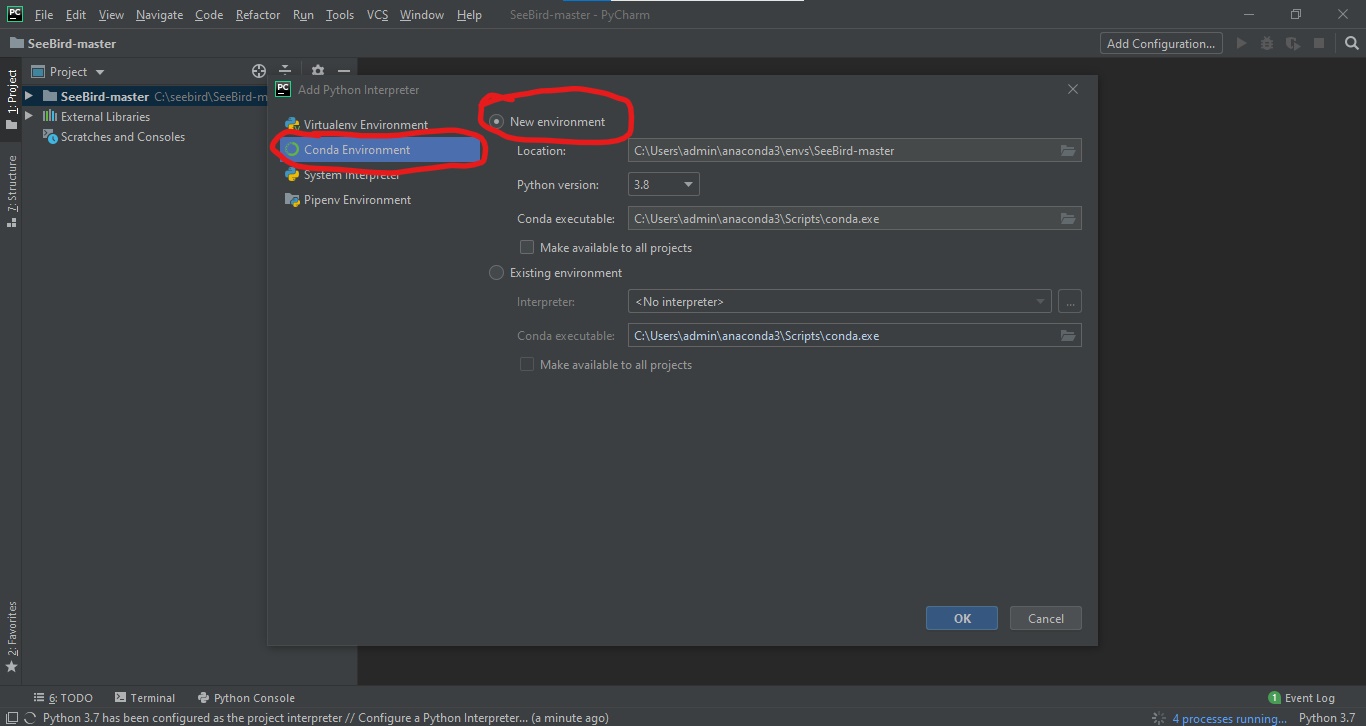 PC File Edit View Navigate Code Refactor Run Tools VCS Window Help SeeBird-master - PyCharm
SeeBird-master Add Configuration...
1: Project
7: Structure
2: Favorites
Project
SeeBird-master C:\seebird\SeeBird-m
External Libraries
Scratches and Consoles
PC Add Python Interpreter
Virtualenv Environment
Conda Environment
System Interpreter
Pipenv Environment
New environment
Location: C:\Users\admin\anaconda3\envs\SeeBird-master
Python version: 3.8
Conda executable: C:\Users\admin\anaconda3\Scripts\conda.exe
Make available to all projects
Existing environment
Interpreter: <No interpreter> ...
Conda executable: C:\Users\admin\anaconda3\Scripts\conda.exe
Make available to all projects
OK Cancel
6: TODO Terminal Python Console 1 Event Log
Python 3.7 has been configured as the project interpreter // Configure a Python Interpreter... (a minute ago) 4 processes running... Python 3.7